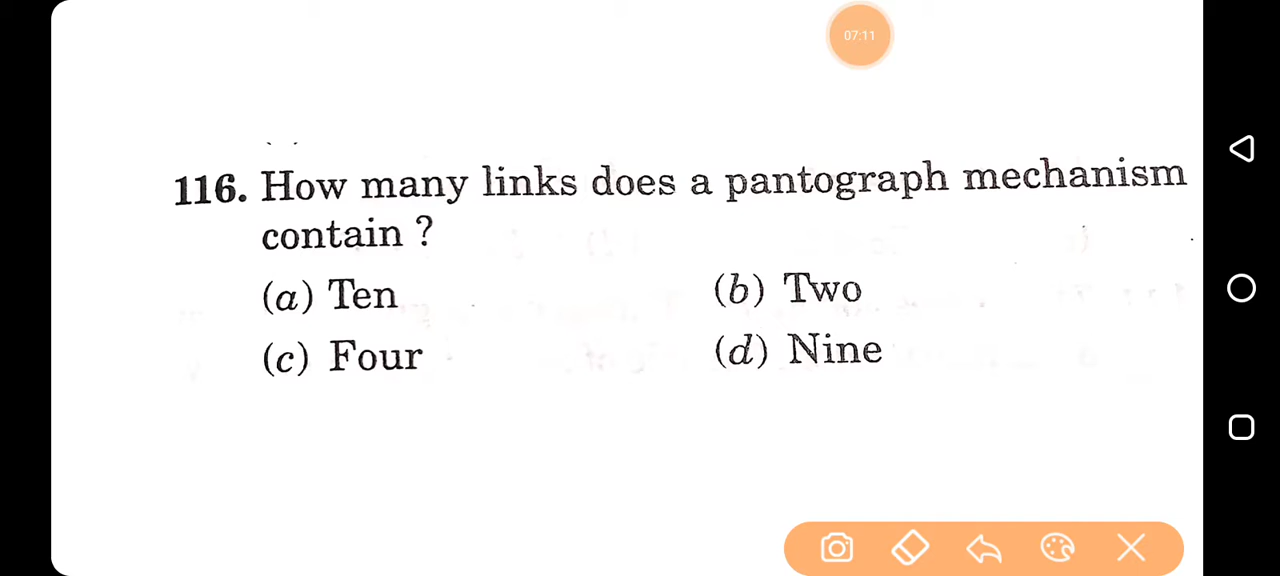 07:11
116. How many links does a pantograph mechanism
contain ?
(a) Ten (b) Two
(c) Four (d) Nine